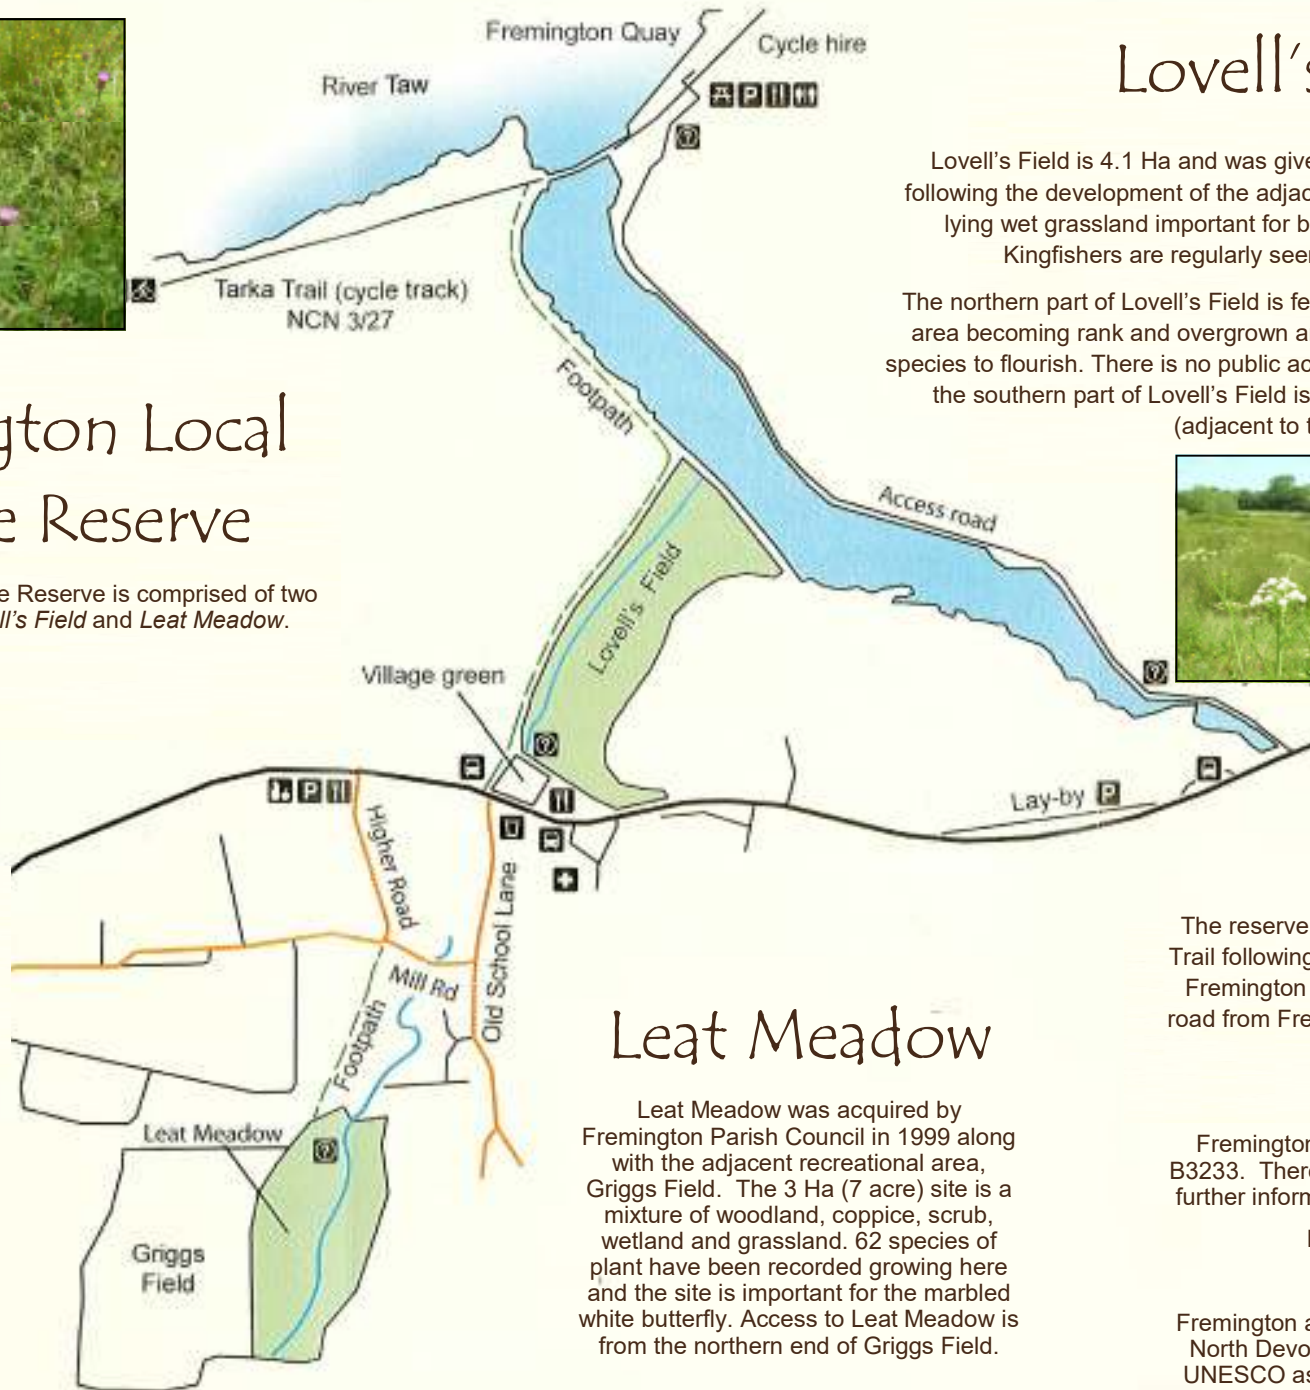 Fremington Quay
Cycle hire
River Taw
P
Tarka Trail (cycle track)
NCN 3/27
Footpath
Access road
Lovell's Field
Village green
P
Higher Road
Old School Lane
Mill Rd
Footpath
Lay-by P
Leat Meadow
Griggs
Field
gton Local
e Reserve
e Reserve is comprised of two
ll's Field and Leat Meadow.
Lovell's
Lovell's Field is 4.1 Ha and was give
following the development of the adjac
lying wet grassland important for b
Kingfishers are regularly seen
The northern part of Lovell's Field is fe
area becoming rank and overgrown a
species to flourish. There is no public ac
the southern part of Lovell's Field is
(adjacent to t
Leat Meadow
Leat Meadow was acquired by
Fremington Parish Council in 1999 along
with the adjacent recreational area,
Griggs Field. The 3 Ha (7 acre) site is a
mixture of woodland, coppice, scrub,
wetland and grassland. 62 species of
plant have been recorded growing here
and the site is important for the marbled
white butterfly. Access to Leat Meadow is
from the northern end of Griggs Field.
The reserve
Trail following
Fremington
road from Fre
Fremington
B3233. There
further inform
Fremington a
North Devo
UNESCO as